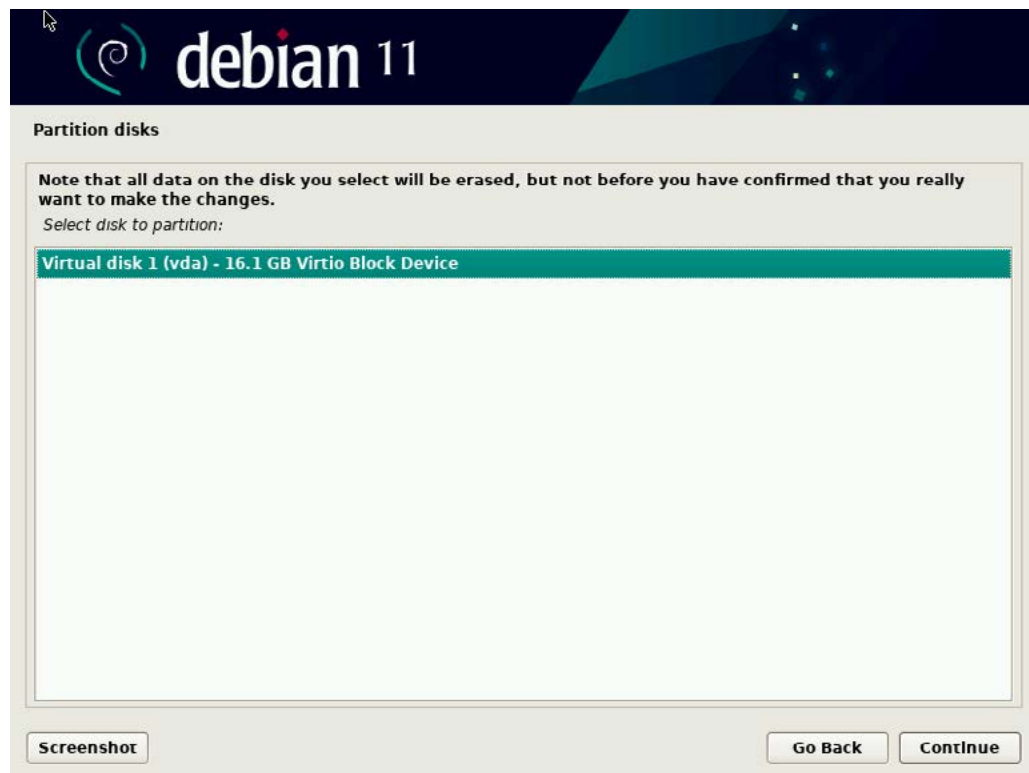 debian 11
Partition disks
Note that all data on the disk you select will be erased, but not before you have confirmed that you really
want to make the changes.
Select disk to partition:
Virtual disk 1 (vda) - 16.1 GB Virtio Block Device
Screenshot
Go Back
Continue